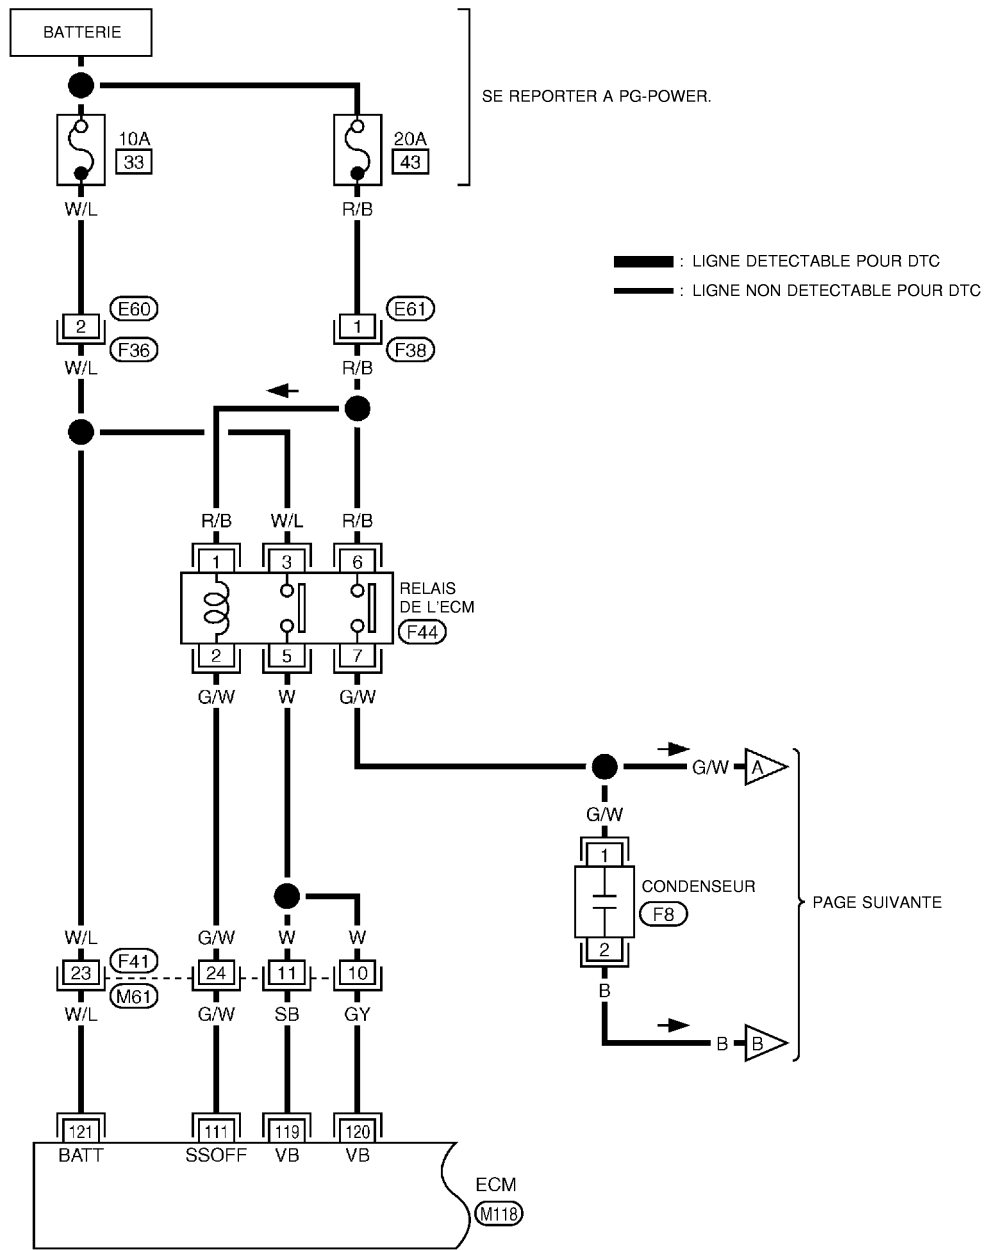 BATTERIE
SE REPORTER A PG-POWER.
10A
33
20A
43
W/L
R/B
: LIGNE DETECTABLE POUR DTC
: LIGNE NON DETECTABLE POUR DTC
E60
2
F36
E61
1
F38
W/L
R/B
R/B
W/L
R/B
1
3
6
RELAIS
DE L'ECM
F44
2
5
7
G/W
W
G/W
G/W
A
G/W
1
CONDENSEUR
F8
2
PAGE SUIVANTE
B
B
B
W/L
G/W
W
W
F41
23
24
11
10
M61
W/L
G/W
SB
GY
121
111
119
120
BATT
SSOFF
VB
VB
ECM
M118